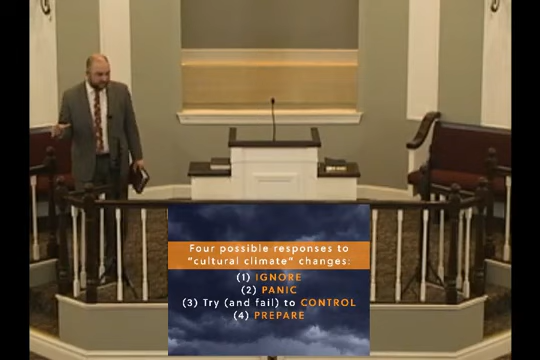 Four possible responses to
"cultural climate" changes:
(1) IGNORE
(2) PANIC
(3) Try (and fail) to CONTROL
(4) PREPARE